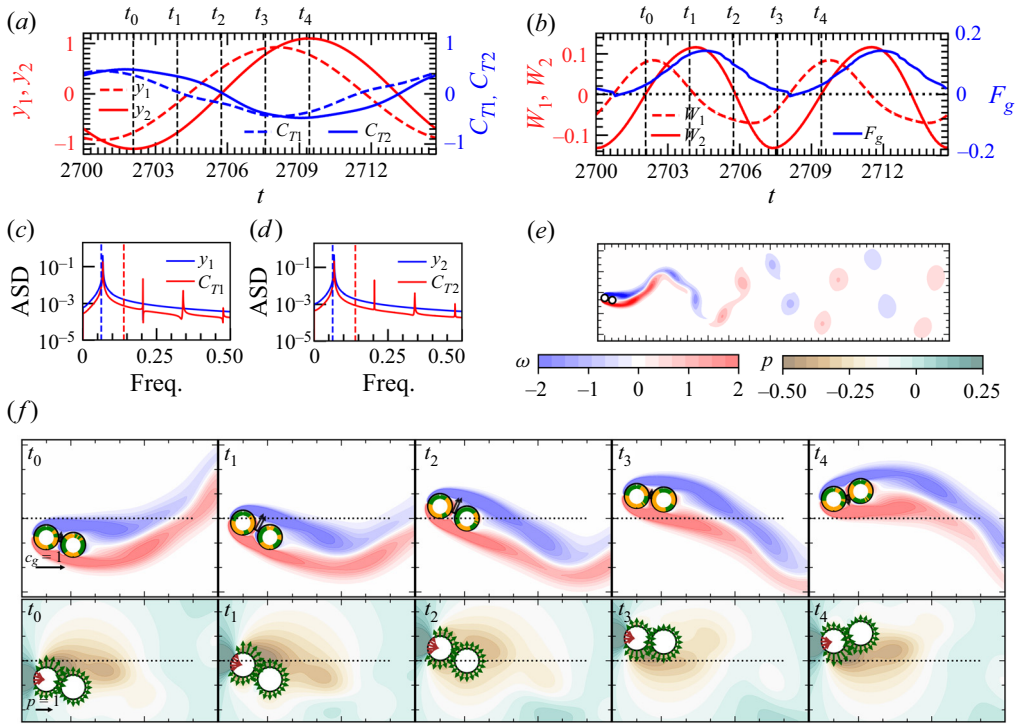 (a) t0 t1 t2 t3 t4
(b) t0 t1 t2 t3 t4
y1, y2
1
0
−1
y1
y2
CT1 CT2
1
0
−1
CT1, CT2
2700 2703 2706 2709 2712
t
W1, W2
0.1
0
−0.1
W1
W2
Fg
0.2
0
−0.2
Fg
2700 2703 2706 2709 2712
t
(c)
ASD
10−1
10−3
10−5
y1
CT1
0 0.25 0.50
Freq.
(d)
ASD
10−1
10−3
10−5
y2
CT2
0 0.25 0.50
Freq.
(e)
ω
−2 −1 0 1 2
p
−0.50 −0.25 0 0.25
(f)
t0 t1 t2 t3 t4
cg = 1
t0 t1 t2 t3 t4
p = 1